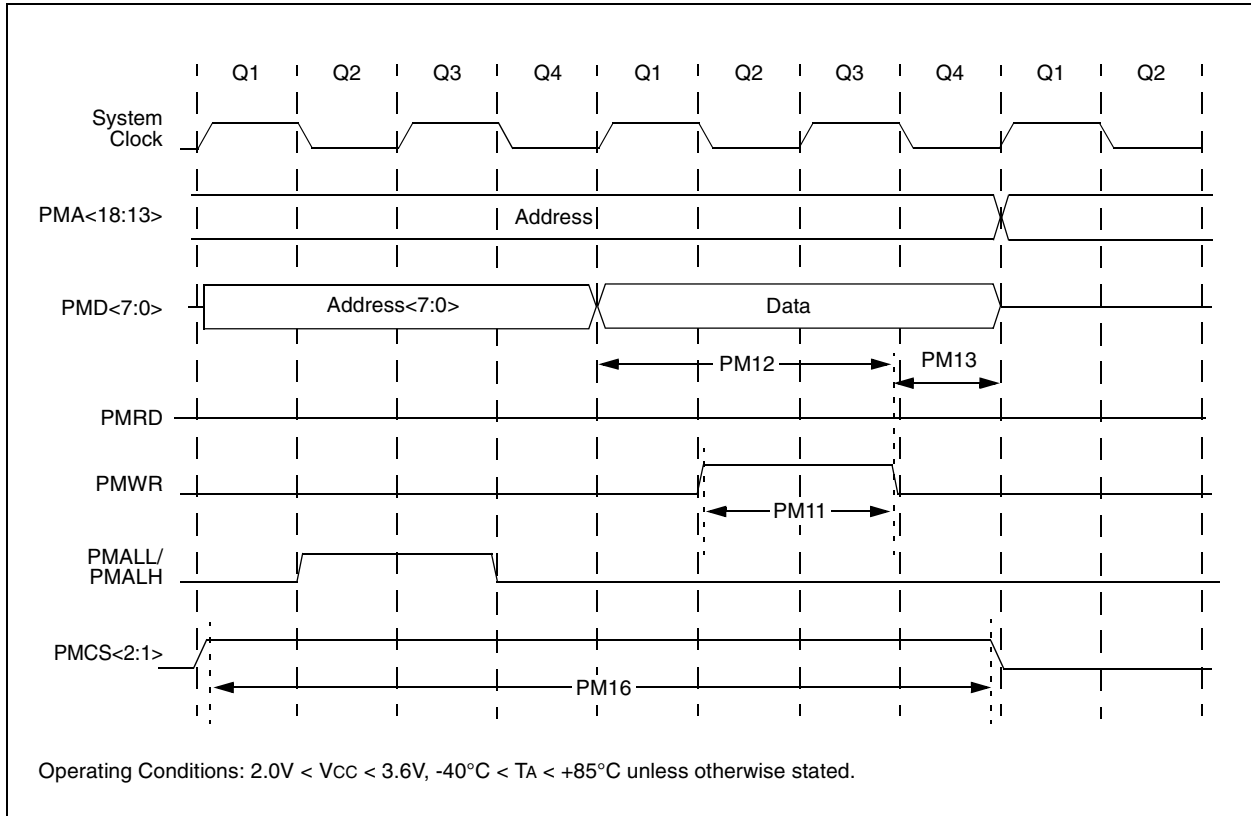 Q1 Q2 Q3 Q4 Q1 Q2 Q3 Q4 Q1 Q2
System
Clock
PMA<18:13>
Address
PMD<7:0>
Address<7:0>
Data
PM12
PM13
PMRD
PMWR
PM11
PMALL/
PMALH
PMCS<2:1>
PM16
Operating Conditions: 2.0V < VCC < 3.6V, -40°C < TA < +85°C unless otherwise stated.